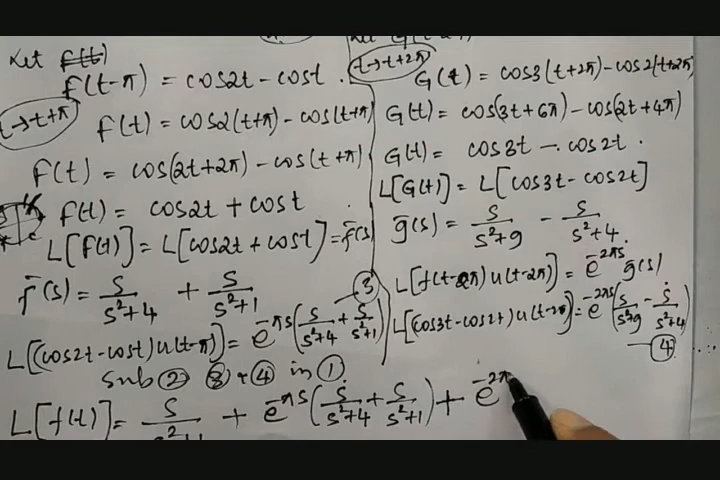 Let f(t)
f(t-π) = cos2t - cost .
t→t+π
f(t) = cos2(t+π) - cos(t+π)
f(t) = cos(2t+2π) - cos(t+π)
f(t) = cos2t + cost .
L[f(t)] = L[cos2t + cost] = f̄(s)
f̄(s) = s/(s²+4) + s/(s²+1)
③
L[(cos2t - cost)u(t-π)] = e^{-πs}(s/(s²+4) + s/(s²+1))
t→t+2π
G(t) = cos3(t+2π) - cos2(t+2π)
G(t) = cos(3t+6π) - cos(2t+4π)
G(t) = cos3t - cos2t .
L[G(t)] = L[cos3t - cos2t]
ḡ(s) = s/(s²+9) - s/(s²+4) .
L[f(t-2π)u(t-2π)] = e^{-2πs} ḡ(s)
L[(cos3t-cos2t)u(t-2π)] = e^{-2πs}(s/(s²+9) - s/(s²+4))
— ④
Sub ② ③ & ④ in ① .
L[f(t)] = s/(s²+1) + e^{-πs}(s/(s²+4) + s/(s²+1)) + e^{-2π